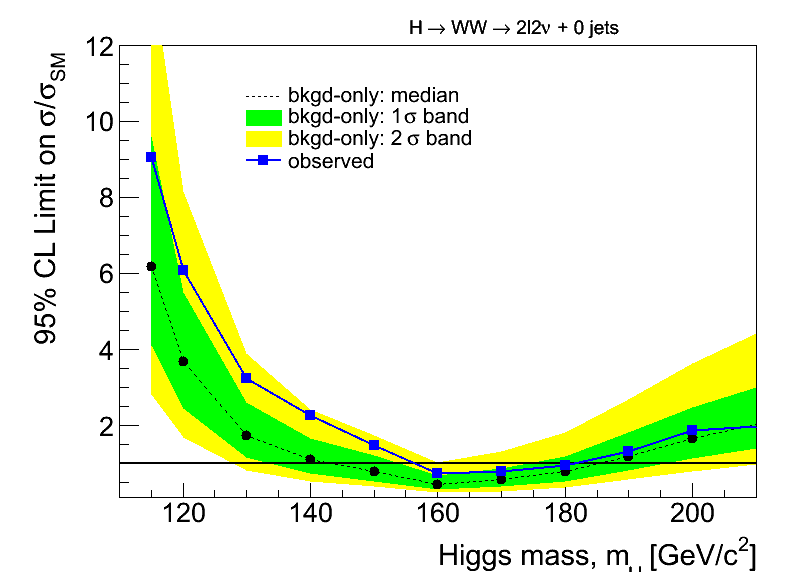 H → WW → 2l2ν + 0 jets
95% CL Limit on σ/σSM
12
10
8
6
4
2
bkgd-only: median
bkgd-only: 1 σ band
bkgd-only: 2 σ band
observed
120 140 160 180 200
Higgs mass, mH [GeV/c2]